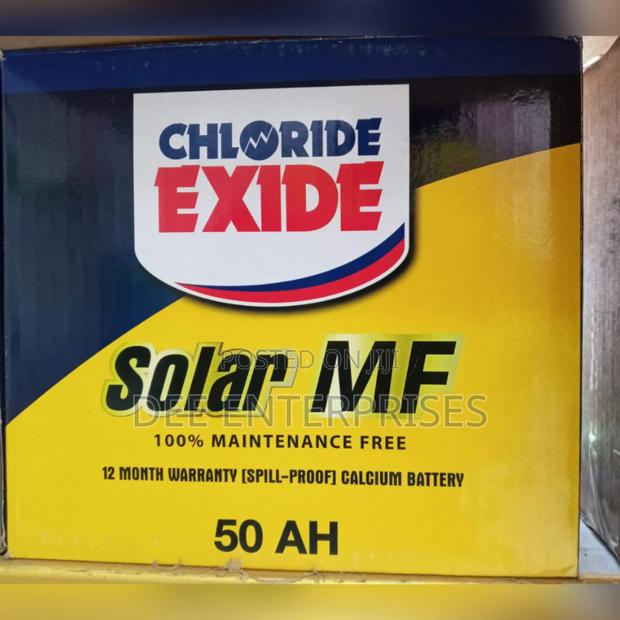 CHLORIDE
EXIDE
Solar MF
POSTED ON JIJI
DEE ENTERPRISES
100% MAINTENANCE FREE
12 MONTH WARRANTY [SPILL-PROOF] CALCIUM BATTERY
50 AH